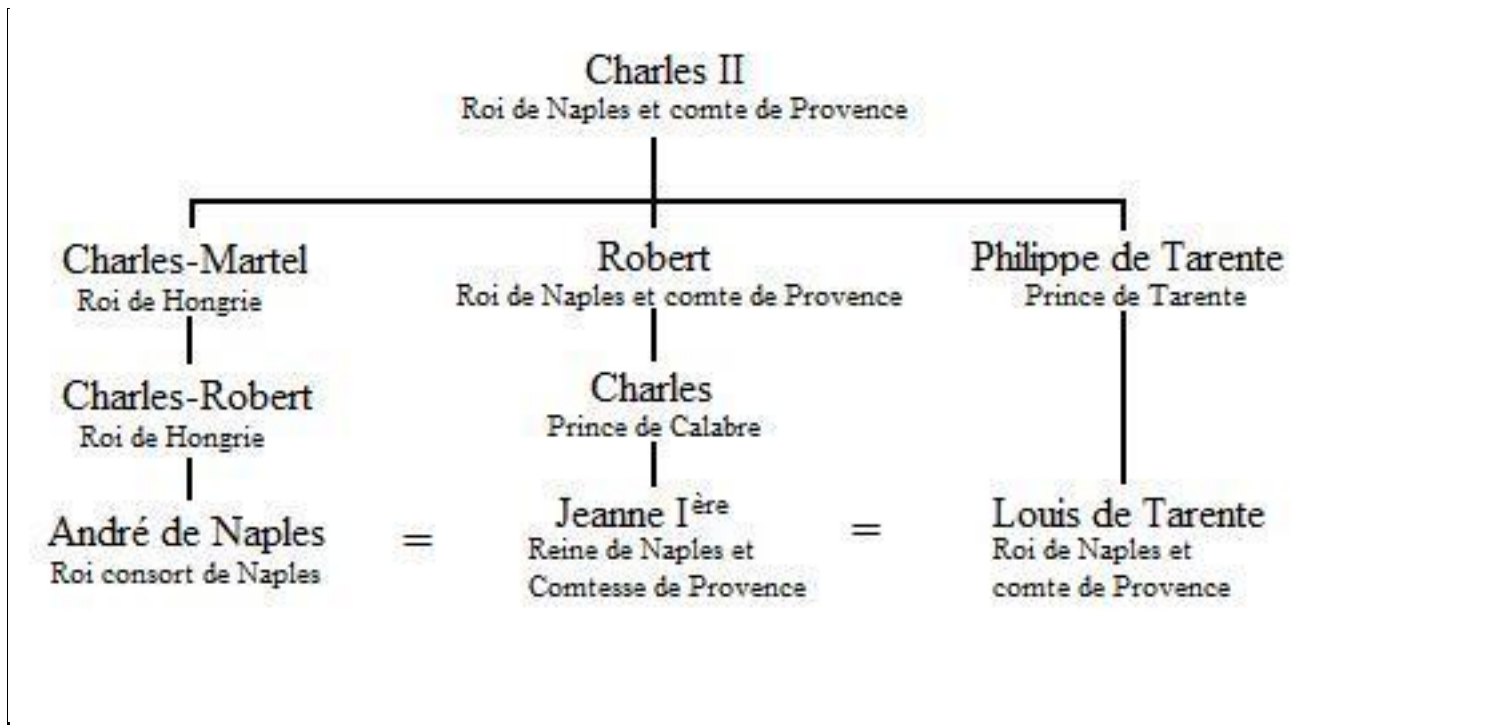 Charles II
Roi de Naples et comte de Provence
Charles-Martel
Roi de Hongrie
Robert
Roi de Naples et comte de Provence
Philippe de Tarente
Prince de Tarente
Charles-Robert
Roi de Hongrie
Charles
Prince de Calabre
André de Naples
Roi consort de Naples
=
Jeanne Ière
Reine de Naples et
Comtesse de Provence
=
Louis de Tarente
Roi de Naples et
comte de Provence